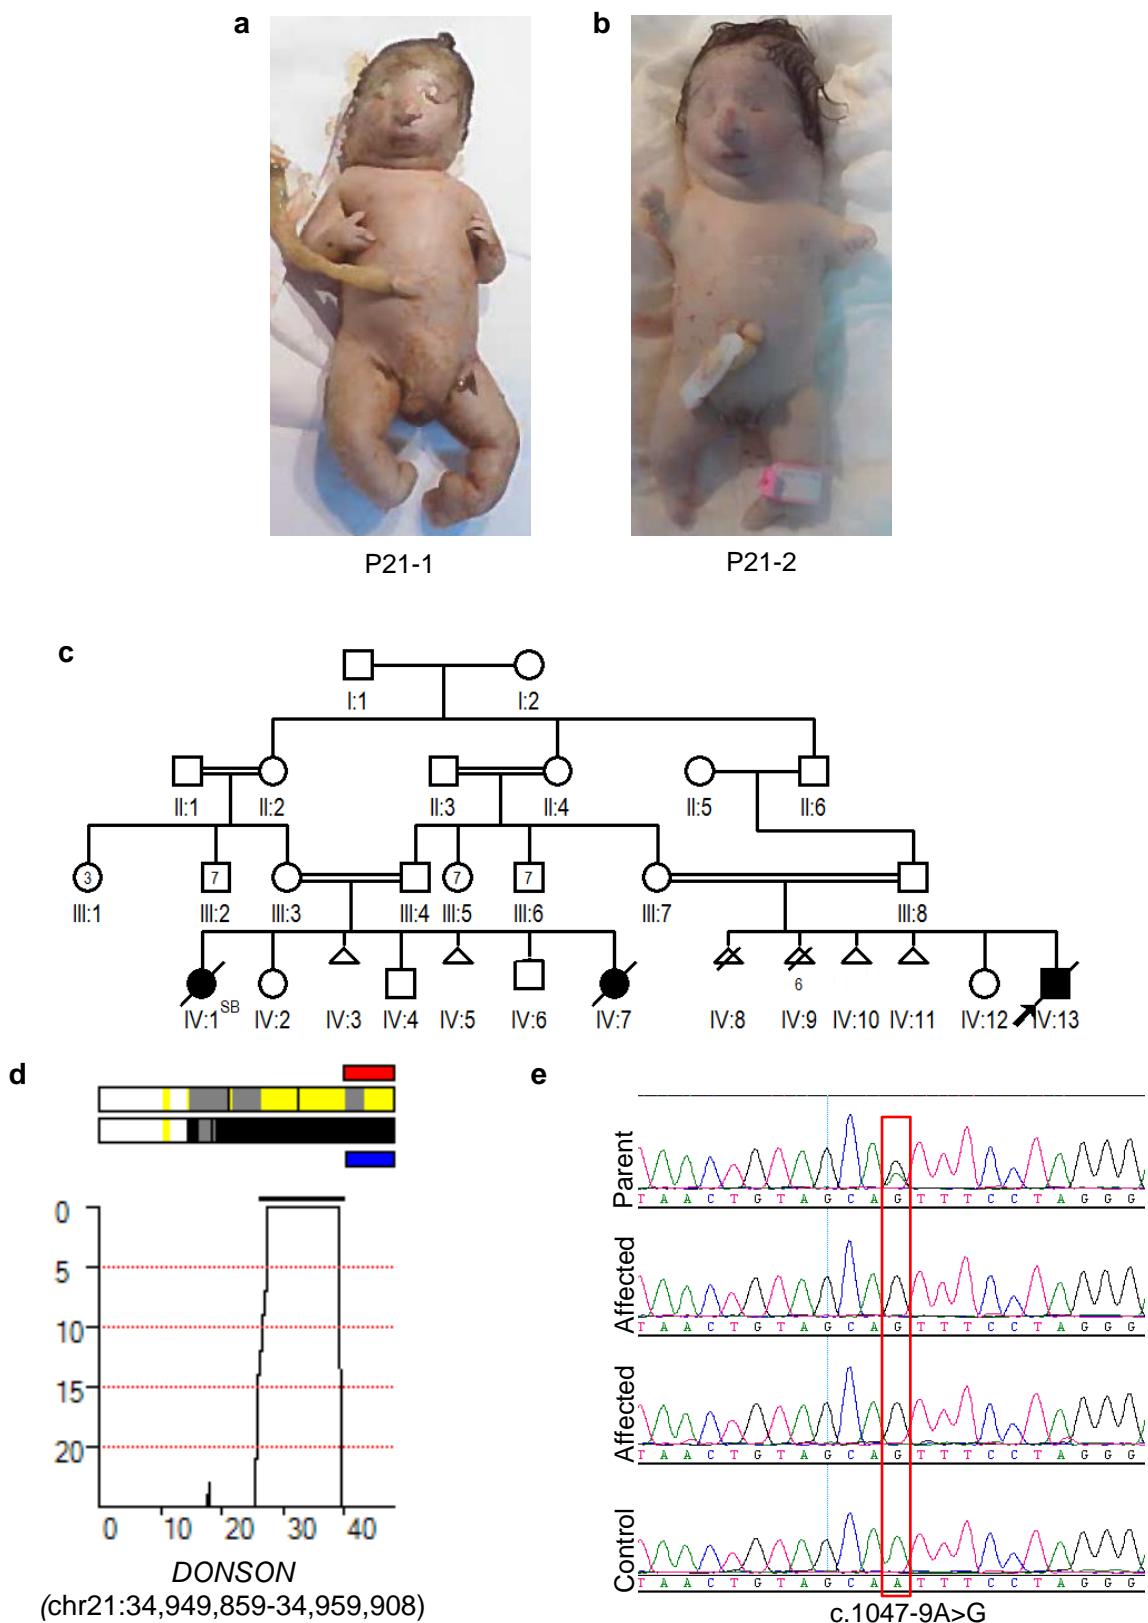 a
b
P21-1
P21-2
c
I:1
I:2
II:1
II:2
II:3
II:4
II:5
II:6
3
7
7
7
III:1
III:2
III:3
III:4
III:5
III:6
III:7
III:8
6
IV:1
SB
IV:2
IV:3
IV:4
IV:5
IV:6
IV:7
IV:8
IV:9
IV:10
IV:11
IV:12
IV:13
d
0
5
10
15
20
0 10 20 30 40
DONSON
(chr21:34,949,859-34,959,908)
e
Parent
T A A C T G T A G C A G T T T C C T A G G G
Affected
T A A C T G T A G C A G T T T C C T A G G G
Affected
T A A C T G T A G C A G T T T C C T A G G G
Control
T A A C T G T A G C A A T T T C C T A G G G
c.1047-9A>G